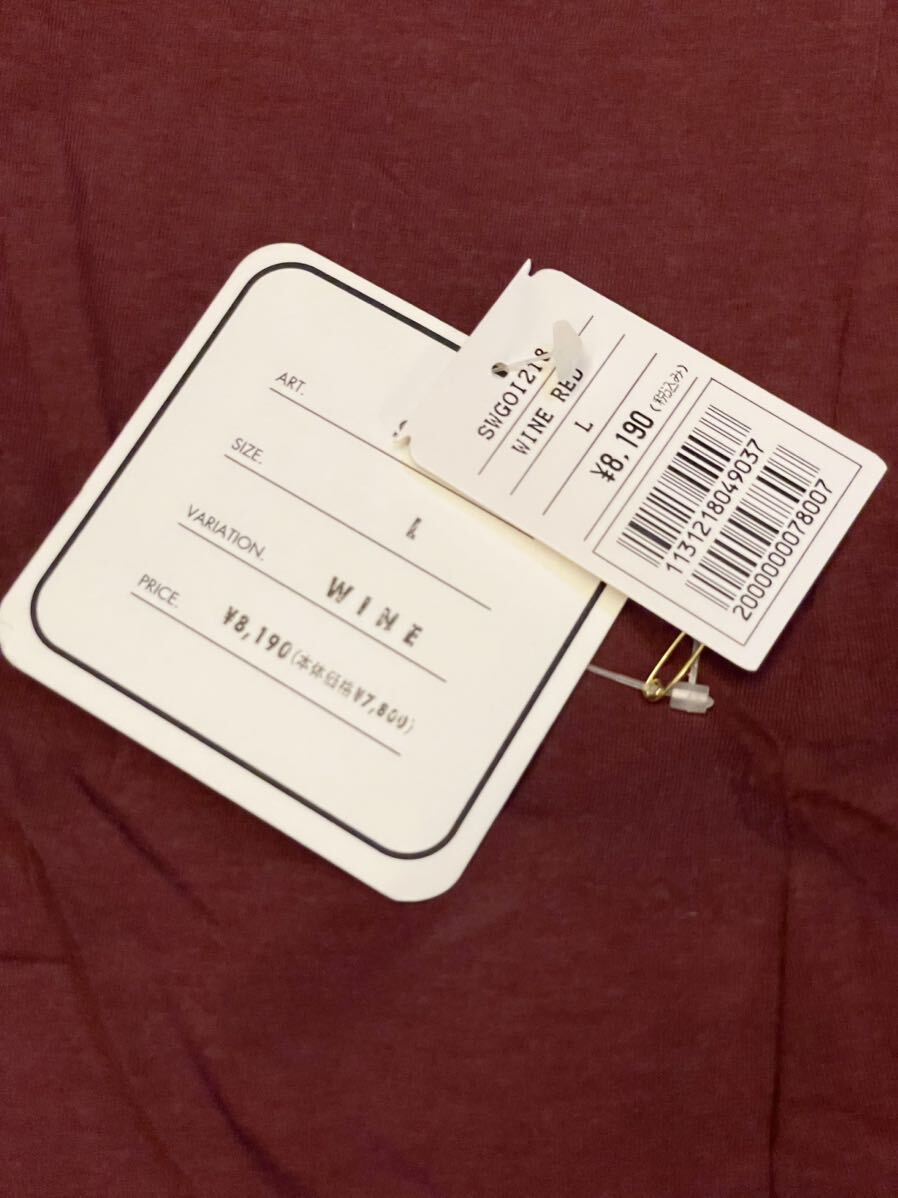 ART.
SIZE.
L
VARIATION.
WINE
PRICE.
¥8,190(本体価格¥7,800)
SWGOI218
WINE RED
L
¥8,190(税込み)
1131218049037
2000000078007